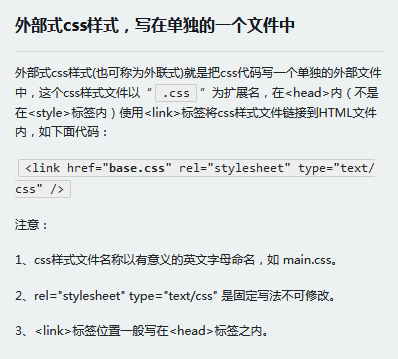 外部式css样式，写在单独的一个文件中
外部式css样式(也可称为外联式)就是把css代码写一个单独的外部文件
中，这个css样式文件以“ .css ”为扩展名，在<head>内（不是
在<style>标签内）使用<link>标签将css样式文件链接到HTML文件
内，如下面代码：
<link href="base.css" rel="stylesheet" type="text/
css" />
注意：
1、css样式文件名称以有意义的英文字母命名，如 main.css。
2、rel="stylesheet" type="text/css" 是固定写法不可修改。
3、<link>标签位置一般写在<head>标签之内。